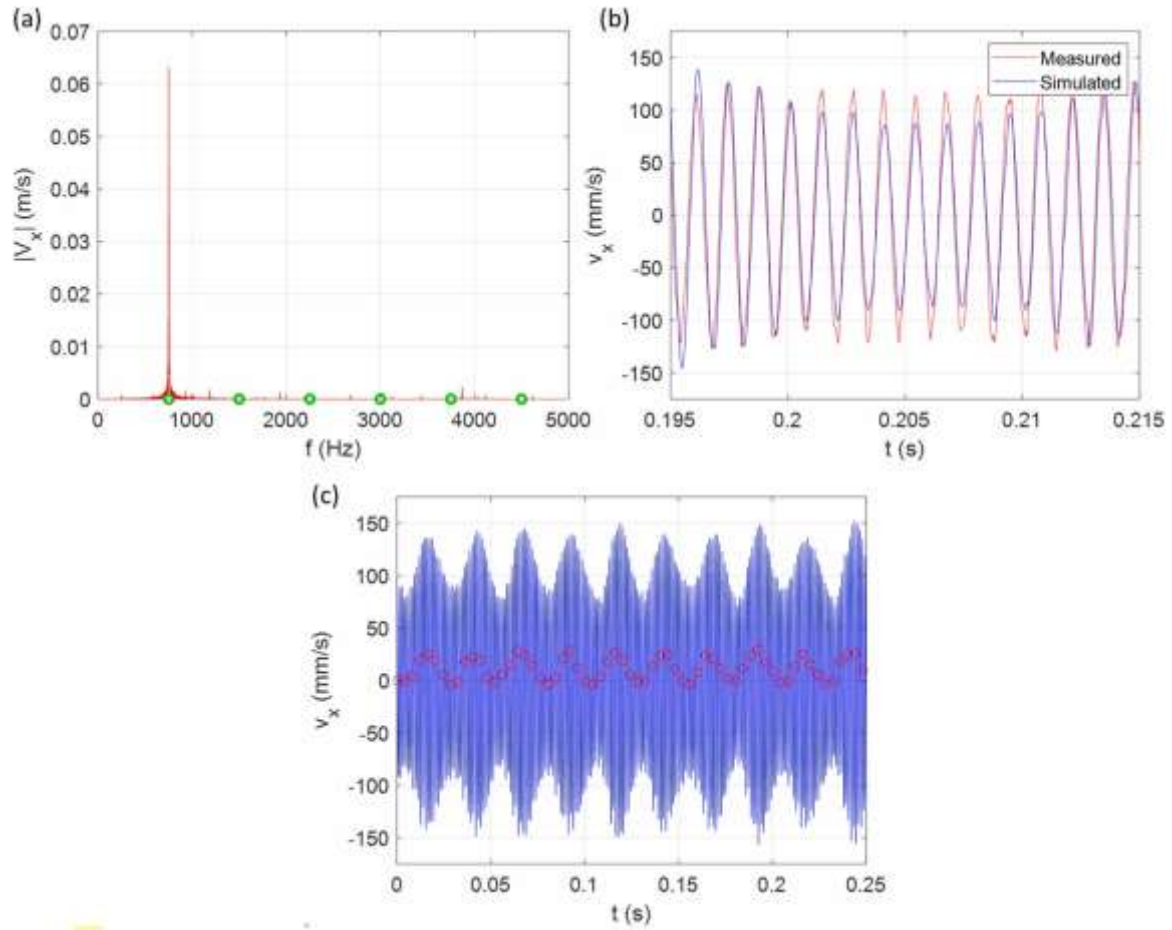 (a)
0.07
0.06
0.05
0.04
0.03
0.02
0.01
0
|V_x| (m/s)
0 1000 2000 3000 4000 5000
f (Hz)
(b)
150
100
50
0
-50
-100
-150
v_x (mm/s)
Measured
Simulated
0.195 0.2 0.205 0.21 0.215
t (s)
(c)
150
100
50
0
-50
-100
-150
v_x (mm/s)
0 0.05 0.1 0.15 0.2 0.25
t (s)